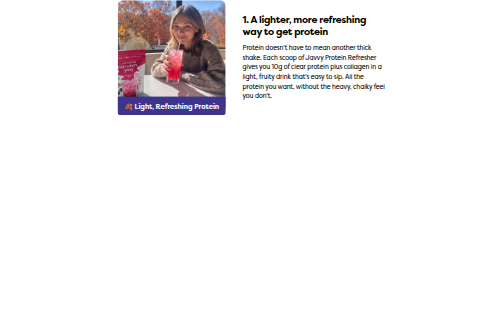 1. A lighter, more refreshing
way to get protein
Protein doesn't have to mean another thick
shake. Each scoop of Javvy Protein Refresher
gives you 10g of clear protein plus collagen in a
light, fruity drink that's easy to sip. All the
protein you want, without the heavy, chalky feel
you don't.
🍂 Light, Refreshing Protein